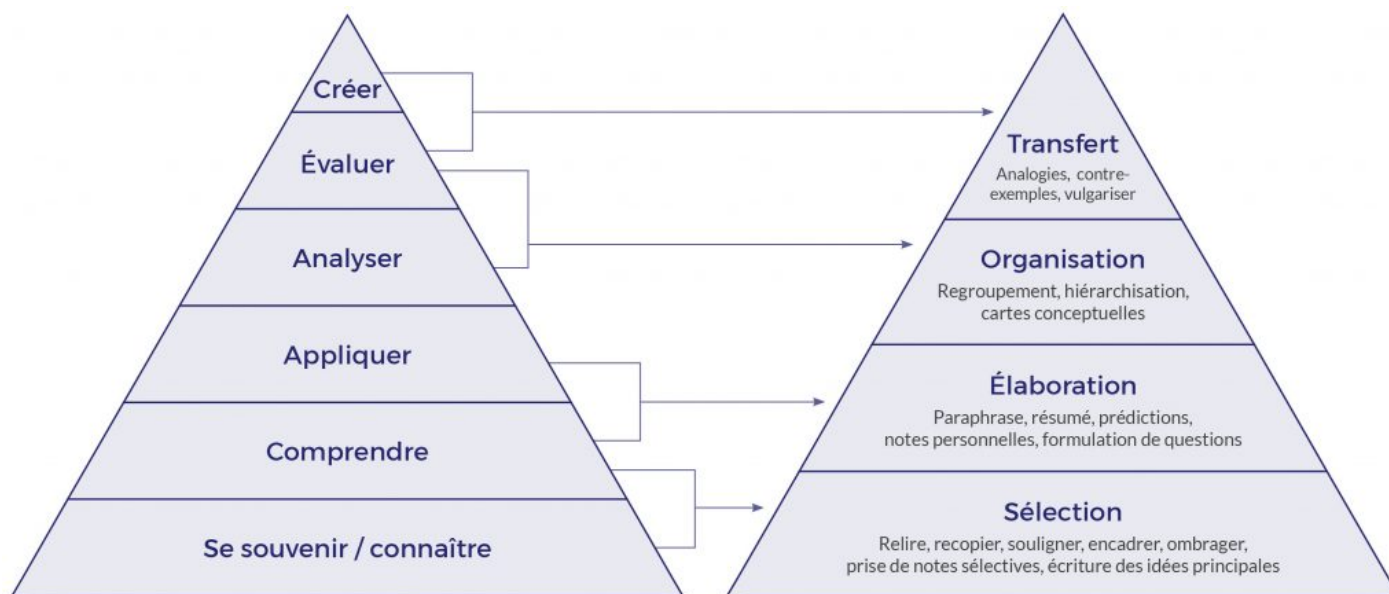 Créer
Évaluer
Analyser
Appliquer
Comprendre
Se souvenir / connaître
Transfert
Analogies, contre-
exemples, vulgariser
Organisation
Regroupement, hiérarchisation,
cartes conceptuelles
Élaboration
Paraphrase, résumé, prédictions,
notes personnelles, formulation de questions
Sélection
Relire, recopier, souligner, encadrer, ombrager,
prise de notes sélectives, écriture des idées principales